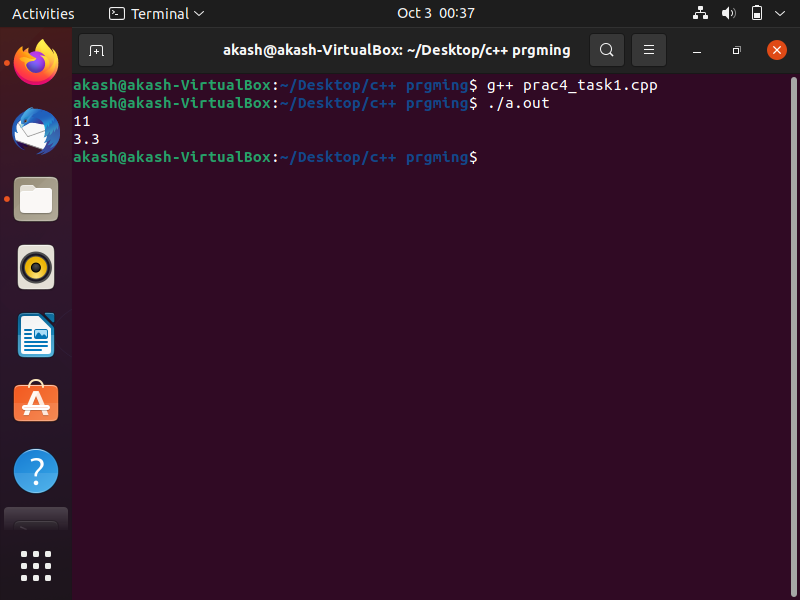 Activities Terminal Oct 3 00:37
akash@akash-VirtualBox: ~/Desktop/c++ prgming
akash@akash-VirtualBox:~/Desktop/c++ prgming$ g++ prac4_task1.cpp
akash@akash-VirtualBox:~/Desktop/c++ prgming$ ./a.out
11
3.3
akash@akash-VirtualBox:~/Desktop/c++ prgming$